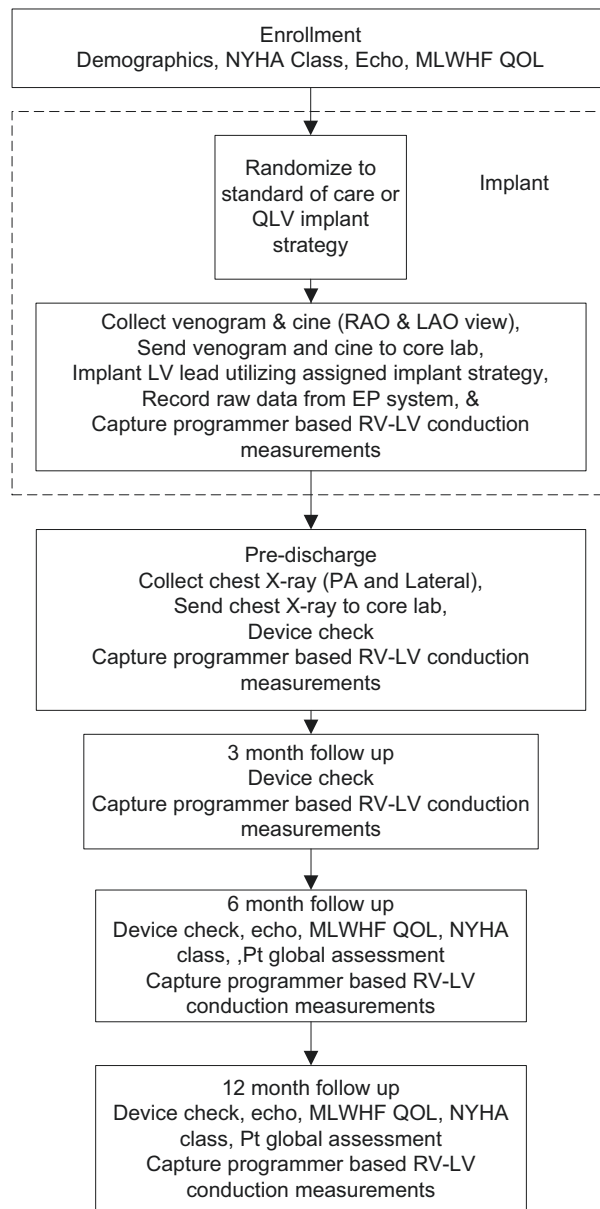 Enrollment
Demographics, NYHA Class, Echo, MLWHF QOL
Randomize to
standard of care or
QLV implant
strategy
Implant
Collect venogram & cine (RAO & LAO view),
Send venogram and cine to core lab,
Implant LV lead utilizing assigned implant strategy,
Record raw data from EP system, &
Capture programmer based RV-LV conduction
measurements
Pre-discharge
Collect chest X-ray (PA and Lateral),
Send chest X-ray to core lab,
Device check
Capture programmer based RV-LV conduction
measurements
3 month follow up
Device check
Capture programmer based RV-LV conduction
measurements
6 month follow up
Device check, echo, MLWHF QOL, NYHA
class, ,Pt global assessment
Capture programmer based RV-LV
conduction measurements
12 month follow up
Device check, echo, MLWHF QOL, NYHA
class, Pt global assessment
Capture programmer based RV-LV
conduction measurements